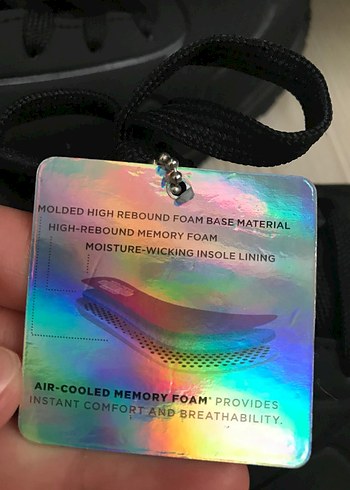 MOLDED HIGH REBOUND FOAM BASE MATERIAL
HIGH-REBOUND MEMORY FOAM
MOISTURE-WICKING INSOLE LINING
AIR-COOLED MEMORY FOAM® PROVIDES
INSTANT COMFORT AND BREATHABILITY.